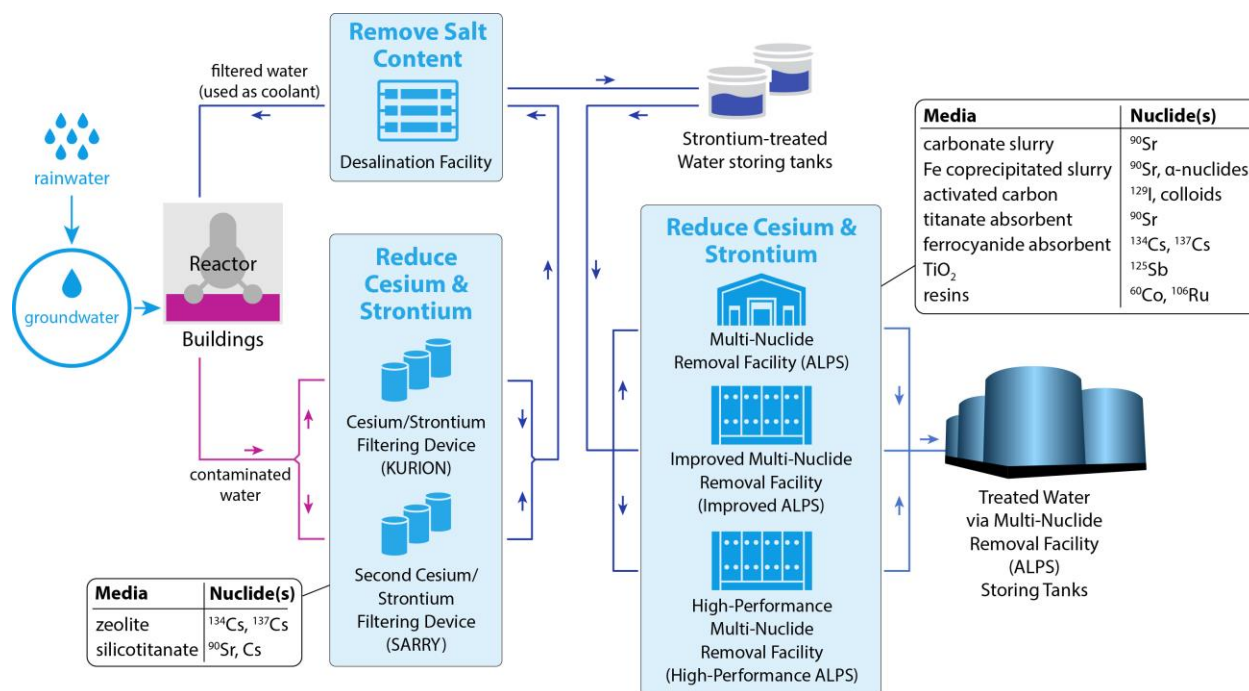 Remove Salt
Content
Desalination Facility
filtered water
(used as coolant)
rainwater
groundwater
Reactor
Buildings
contaminated
water
Reduce
Cesium &
Strontium
Cesium/Strontium
Filtering Device
(KURION)
Second Cesium/
Strontium
Filtering Device
(SARRY)
Media Nuclide(s)
zeolite ¹³⁴Cs, ¹³⁷Cs
silicotitanate ⁹⁰Sr, Cs
Strontium-treated
Water storing tanks
Reduce Cesium &
Strontium
Multi-Nuclide
Removal Facility (ALPS)
Improved Multi-Nuclide
Removal Facility
(Improved ALPS)
High-Performance
Multi-Nuclide
Removal Facility
(High-Performance ALPS)
Media Nuclide(s)
carbonate slurry ⁹⁰Sr
Fe coprecipitated slurry ⁹⁰Sr, α-nuclides
activated carbon ¹²⁹I, colloids
titanate absorbent ⁹⁰Sr
ferrocyanide absorbent ¹³⁴Cs, ¹³⁷Cs
TiO₂ ¹²⁵Sb
resins ⁶⁰Co, ¹⁰⁶Ru
Treated Water
via Multi-Nuclide
Removal Facility
(ALPS)
Storing Tanks